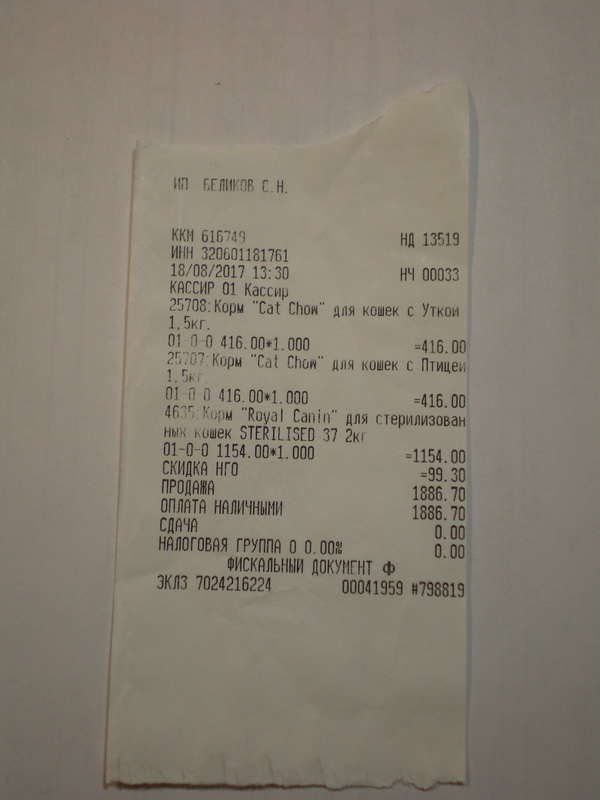 ИП БЕЛИКОВ С.Н.
ККМ 616749 НД 13519
ИНН 320601181761
18/08/2017 13:30 НЧ 00033
КАССИР 01 Кассир
25708:Корм "Cat Chow" для кошек с Уткой
1,5кг.
01-0-0 416.00*1.000 =416.00
25707:Корм "Cat Chow" для кошек с Птицей
1,5кг.
01-0-0 416.00*1.000 =416.00
4635:Корм "Royal Canin" для стерилизован
ных кошек STERILISED 37 2кг
01-0-0 1154.00*1.000 =1154.00
СКИДКА НГО =99.30
ПРОДАЖА 1886.70
ОПЛАТА НАЛИЧНЫМИ 1886.70
СДАЧА 0.00
НАЛОГОВАЯ ГРУППА 0 0.00% 0.00
ФИСКАЛЬНЫЙ ДОКУМЕНТ Ф
ЭКЛЗ 7024216224 00041959 #798819